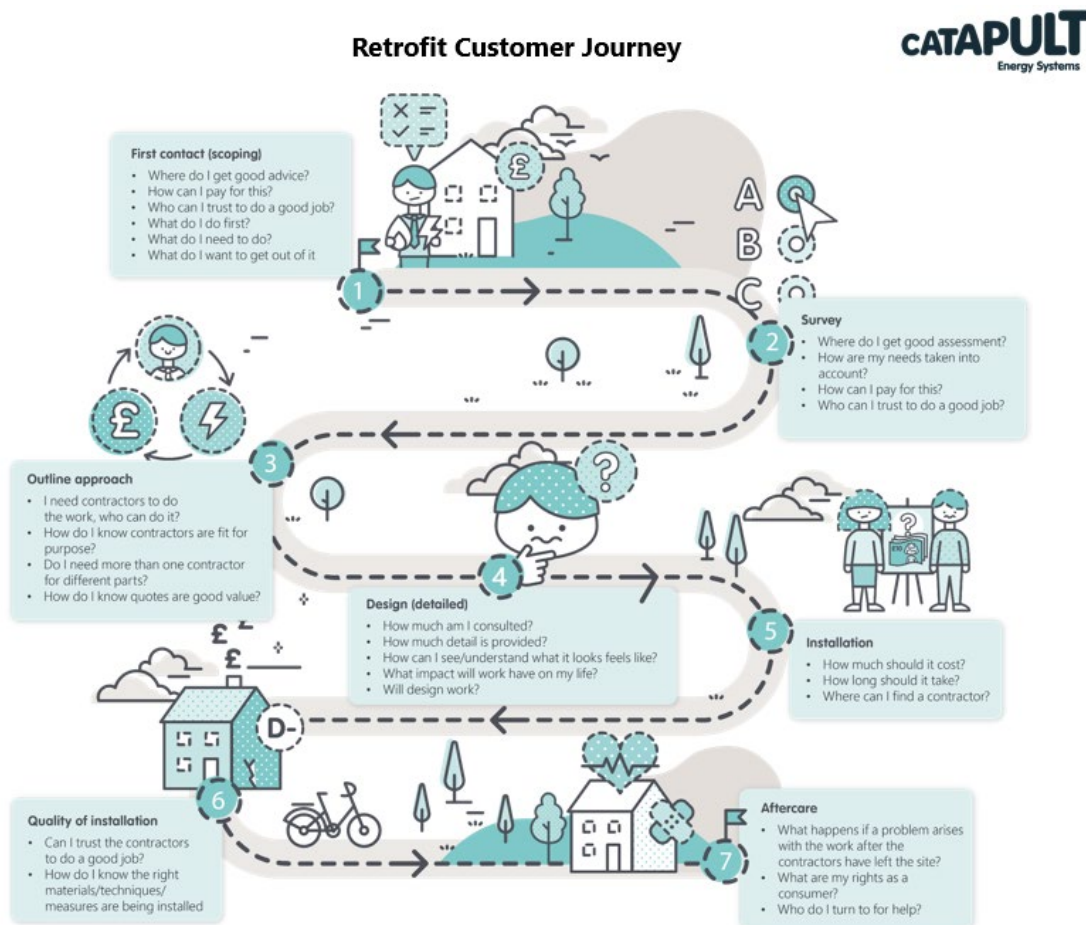 Retrofit Customer Journey
CATAPULT
Energy Systems
First contact (scoping)
• Where do I get good advice?
• How can I pay for this?
• Who can I trust to do a good job?
• What do I do first?
• What do I need to do?
• What do I want to get out of it
£
A
B
C
1
2
Survey
• Where do I get good assessment?
• How are my needs taken into
account?
• How can I pay for this?
• Who can I trust to do a good job?
£
3
Outline approach
• I need contractors to do
the work, who can do it?
• How do I know contractors are fit for
purpose?
• Do I need more than one contractor
for different parts?
• How do I know quotes are good value?
?
4
Design (detailed)
• How much am I consulted?
• How much detail is provided?
• How can I see/understand what it looks feels like?
• What impact will work have on my life?
• Will design work?
?
5
Installation
• How much should it cost?
• How long should it take?
• Where can I find a contractor?
£
£
£
D-
6
Quality of installation
• Can I trust the contractors
to do a good job?
• How do I know the right
materials/techniques/
measures are being installed
7
Aftercare
• What happens if a problem arises
with the work after the
contractors have left the site?
• What are my rights as a
consumer?
• Who do I turn to for help?